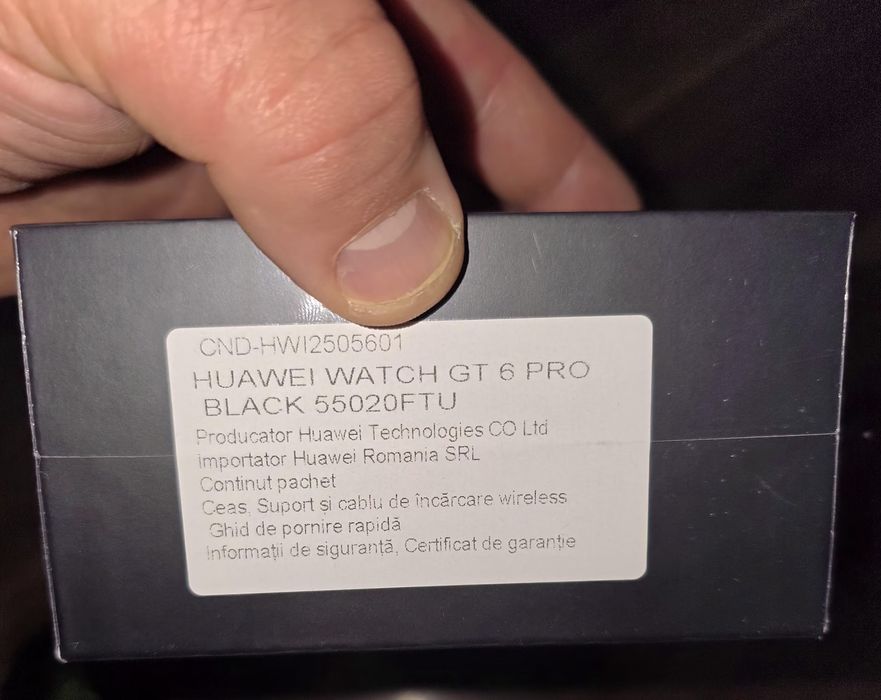 CND-HWI2505601
HUAWEI WATCH GT 6 PRO
BLACK 55020FTU
Producator Huawei Technologies CO Ltd
importator Huawei Romania SRL
Continut pachet
Ceas, Suport și cablu de încărcare wireless
Ghid de pornire rapidă
Informații de siguranță, Certificat de garanție